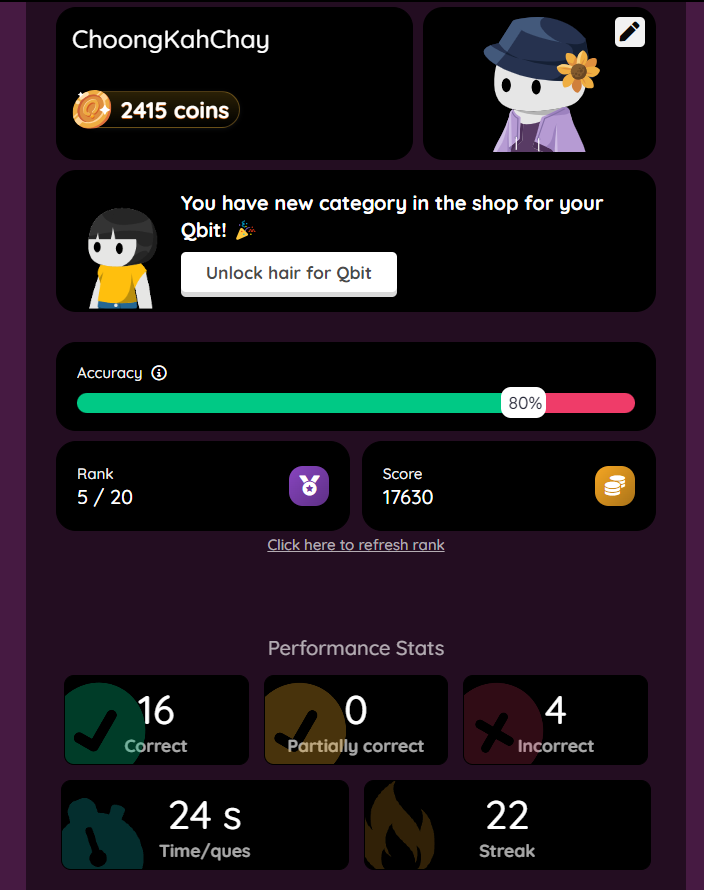 ChoongKahChay
2415 coins
You have new category in the shop for your
Qbit! 🎉
Unlock hair for Qbit
Accuracy
80%
Rank
5 / 20
Score
17630
Click here to refresh rank
Performance Stats
16
Correct
0
Partially correct
4
Incorrect
24 s
Time/ques
22
Streak